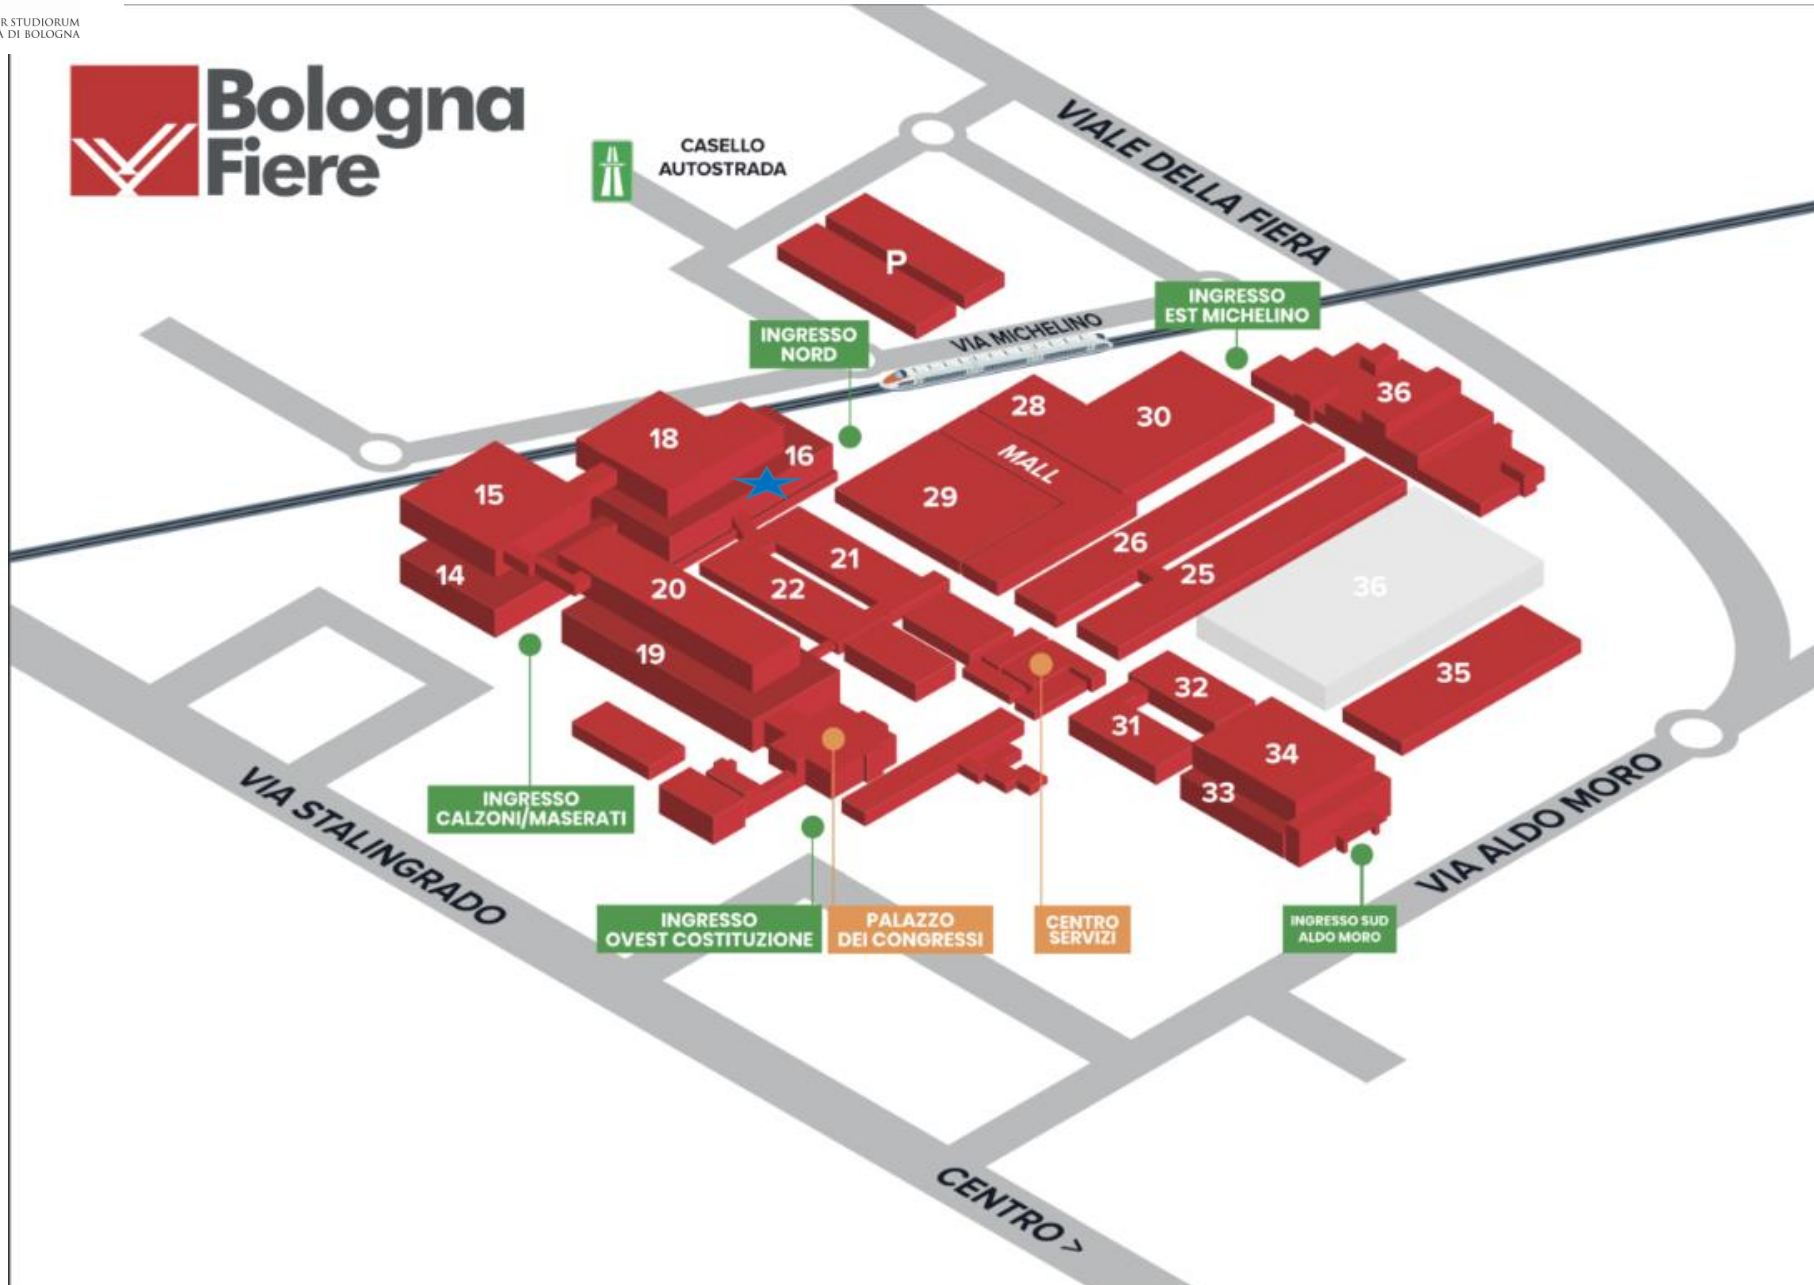 R STUDIORUM
A DI BOLOGNA
Bologna
Fiere
CASELLO
AUTOSTRADA
VIALE DELLA FIERA
P
INGRESSO
EST MICHELINO
INGRESSO
NORD
VIA MICHELINO
36
28
30
18
16
MALL
15
29
26
21
25
14
20
22
36
19
32
35
31
34
33
INGRESSO
CALZONI/MASERATI
VIA STALINGRADO
VIA ALDO MORO
INGRESSO
OVEST COSTITUZIONE
PALAZZO
DEI CONGRESSI
CENTRO
SERVIZI
INGRESSO SUD
ALDO MORO
CENTRO >